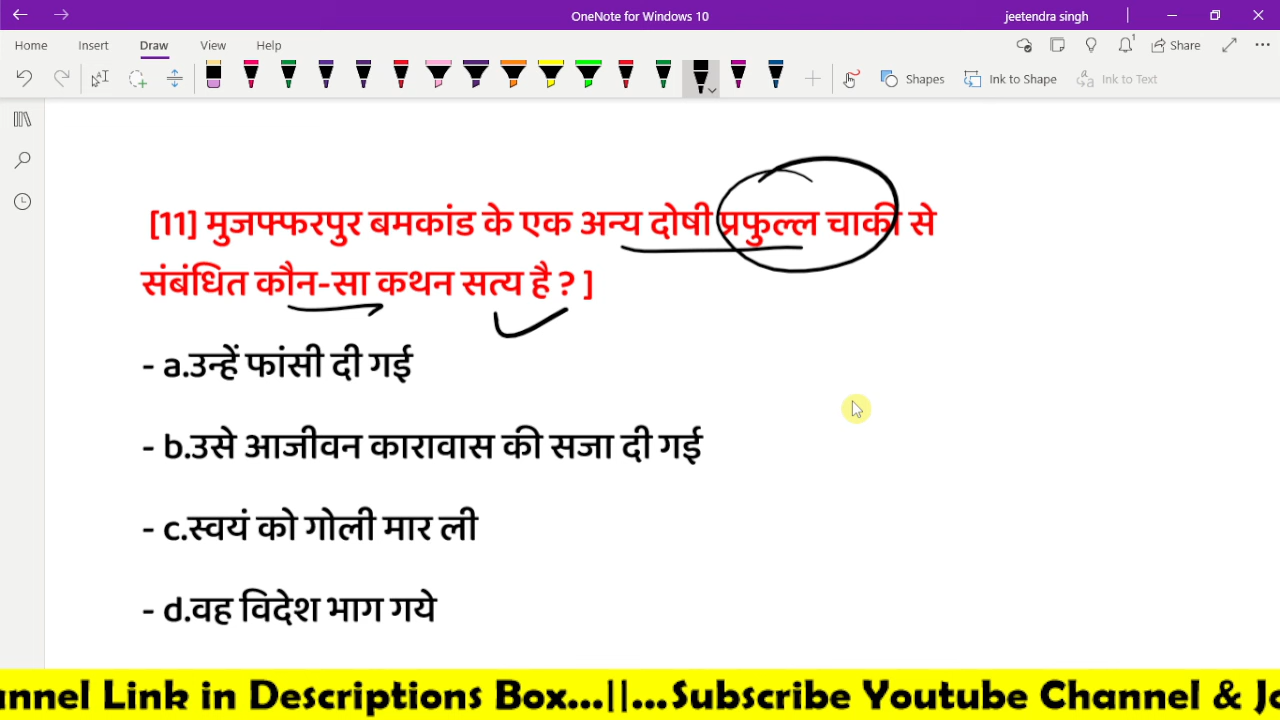 OneNote for Windows 10
jeetendra singh
Home Insert Draw View Help
Share
Shapes Ink to Shape Ink to Text
[11] मुजफ्फरपुर बमकांड के एक अन्य दोषी प्रफुल्ल चाकी से
संबंधित कौन-सा कथन सत्य है ? ]
- a.उन्हें फांसी दी गई
- b.उसे आजीवन कारावास की सजा दी गई
- c.स्वयं को गोली मार ली
- d.वह विदेश भाग गये
annel Link in Descriptions Box...||...Subscribe Youtube Channel & Jo